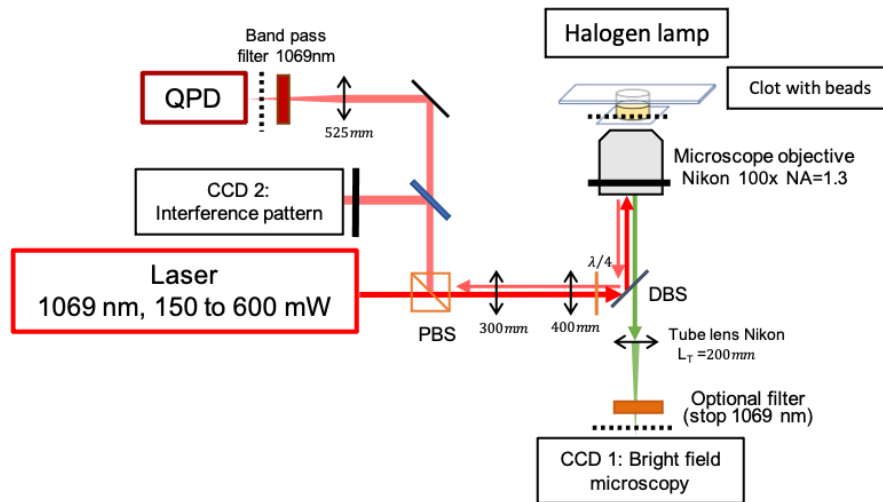 Halogen lamp
Band pass
filter 1069nm
QPD
525mm
Clot with beads
Microscope objective
Nikon 100x NA=1.3
CCD 2:
Interference pattern
Laser
1069 nm, 150 to 600 mW
PBS
300mm
400mm
λ/4
DBS
Tube lens Nikon
L_T =200mm
Optional filter
(stop 1069 nm)
CCD 1: Bright field
microscopy